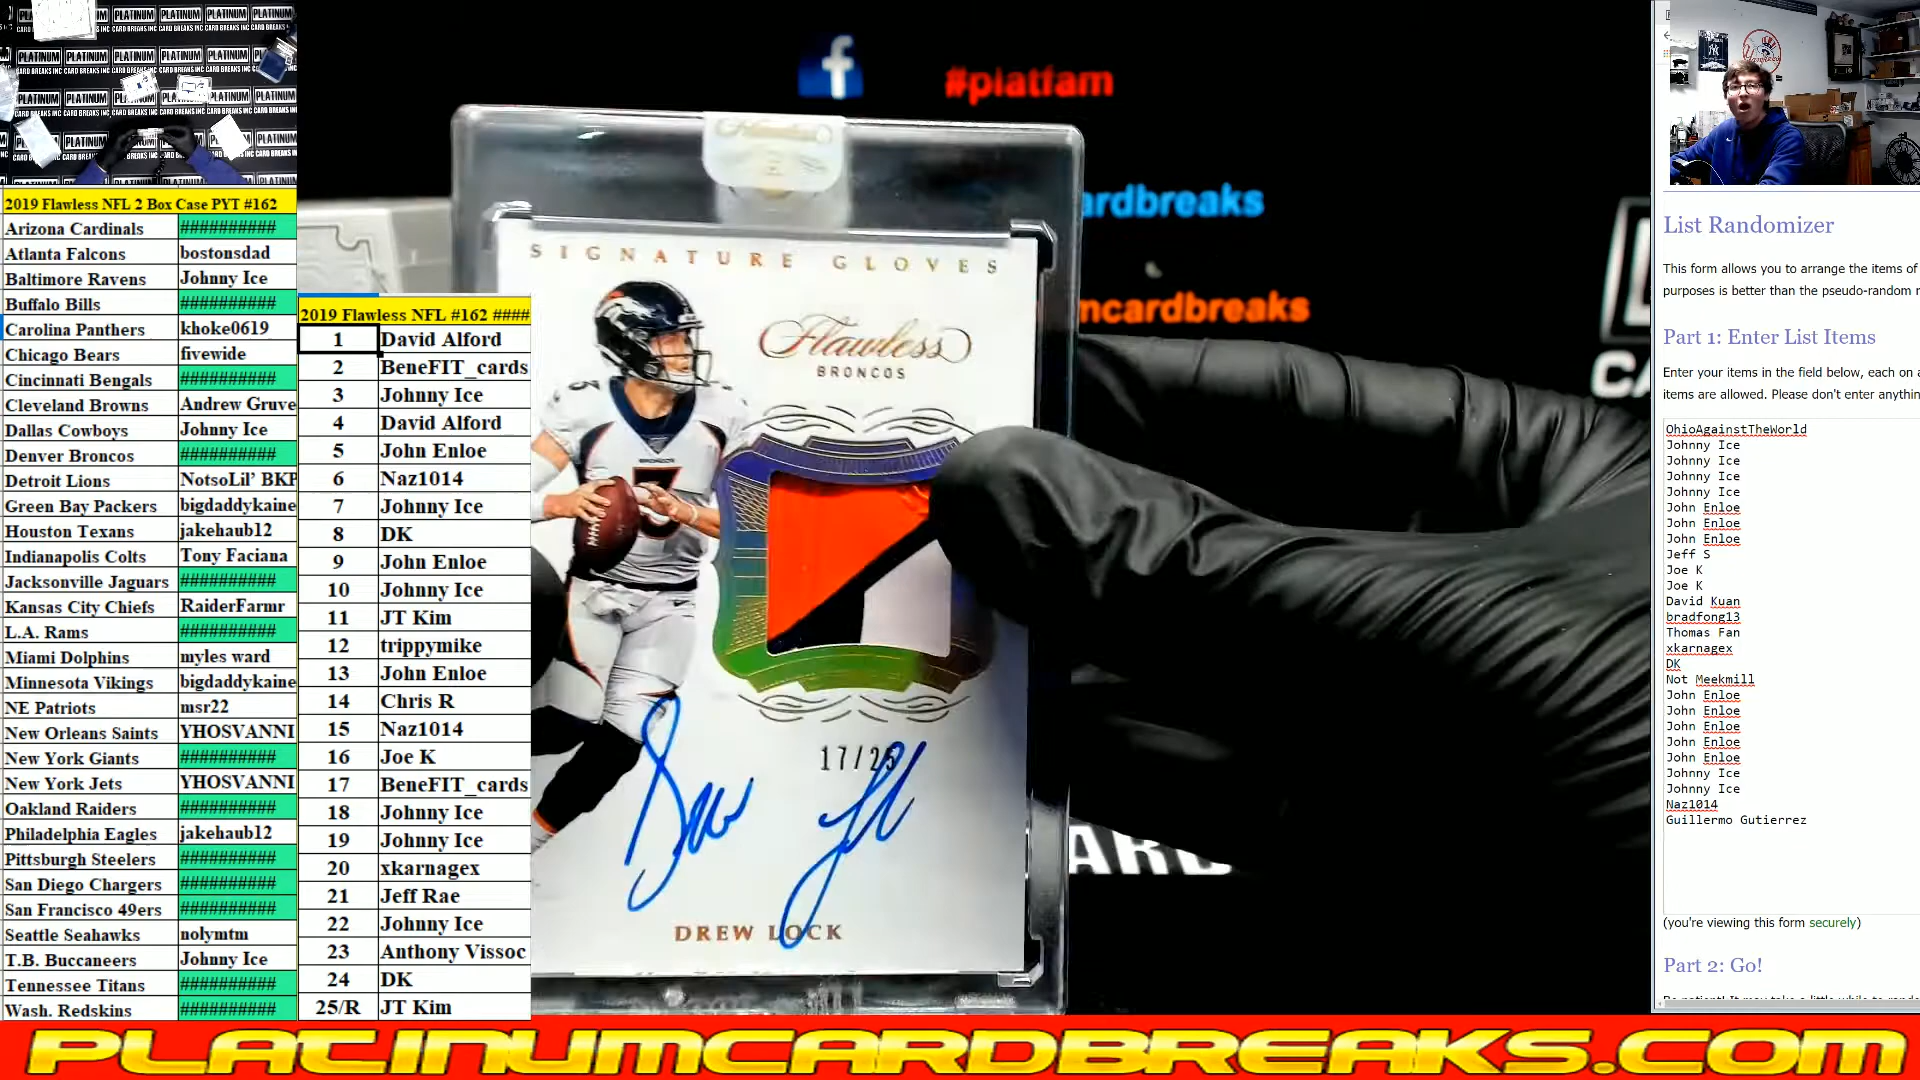 #platfam
ardbreaks
mcardbreaks
2019 Flawless NFL 2 Box Case PYT #162
Arizona Cardinals ##########
Atlanta Falcons bostonsdad
Baltimore Ravens Johnny Ice
Buffalo Bills ##########
Carolina Panthers khoke0619
Chicago Bears fivewide
Cincinnati Bengals ##########
Cleveland Browns Andrew Gruve
Dallas Cowboys Johnny Ice
Denver Broncos ##########
Detroit Lions NotsoLil' BKP
Green Bay Packers bigdaddykaine
Houston Texans jakehaub12
Indianapolis Colts Tony Faciana
Jacksonville Jaguars ##########
Kansas City Chiefs RaiderFarmr
L.A. Rams ##########
Miami Dolphins myles ward
Minnesota Vikings bigdaddykaine
NE Patriots msr22
New Orleans Saints YHOSVANNI
New York Giants ##########
New York Jets YHOSVANNI
Oakland Raiders ##########
Philadelphia Eagles jakehaub12
Pittsburgh Steelers ##########
San Diego Chargers ##########
San Francisco 49ers ##########
Seattle Seahawks nolymtm
T.B. Buccaneers Johnny Ice
Tennessee Titans ##########
Wash. Redskins ##########
2019 Flawless NFL #162 ####
1 David Alford
2 BeneFIT_cards
3 Johnny Ice
4 David Alford
5 John Enloe
6 Naz1014
7 Johnny Ice
8 DK
9 John Enloe
10 Johnny Ice
11 JT Kim
12 trippymike
13 John Enloe
14 Chris R
15 Naz1014
16 Joe K
17 BeneFIT_cards
18 Johnny Ice
19 Johnny Ice
20 xkarnagex
21 Jeff Rae
22 Johnny Ice
23 Anthony Vissoc
24 DK
25/R JT Kim
SIGNATURE GLOVES
Flawless
BRONCOS
17/25
DREW LOCK
List Randomizer
This form allows you to arrange the items of
purposes is better than the pseudo-random
Part 1: Enter List Items
Enter your items in the field below, each on a
items are allowed. Please don't enter anythin
OhioAgainstTheWorld
Johnny Ice
Johnny Ice
Johnny Ice
Johnny Ice
John Enloe
John Enloe
John Enloe
Jeff S
Joe K
Joe K
David Kuan
bradfong13
Thomas Fan
xkarnagex
DK
Not Meekmill
John Enloe
John Enloe
John Enloe
John Enloe
John Enloe
Johnny Ice
Johnny Ice
Naz1014
Guillermo Gutierrez
(you're viewing this form securely)
Part 2: Go!
PLATINUMCARDBREAKS.COM